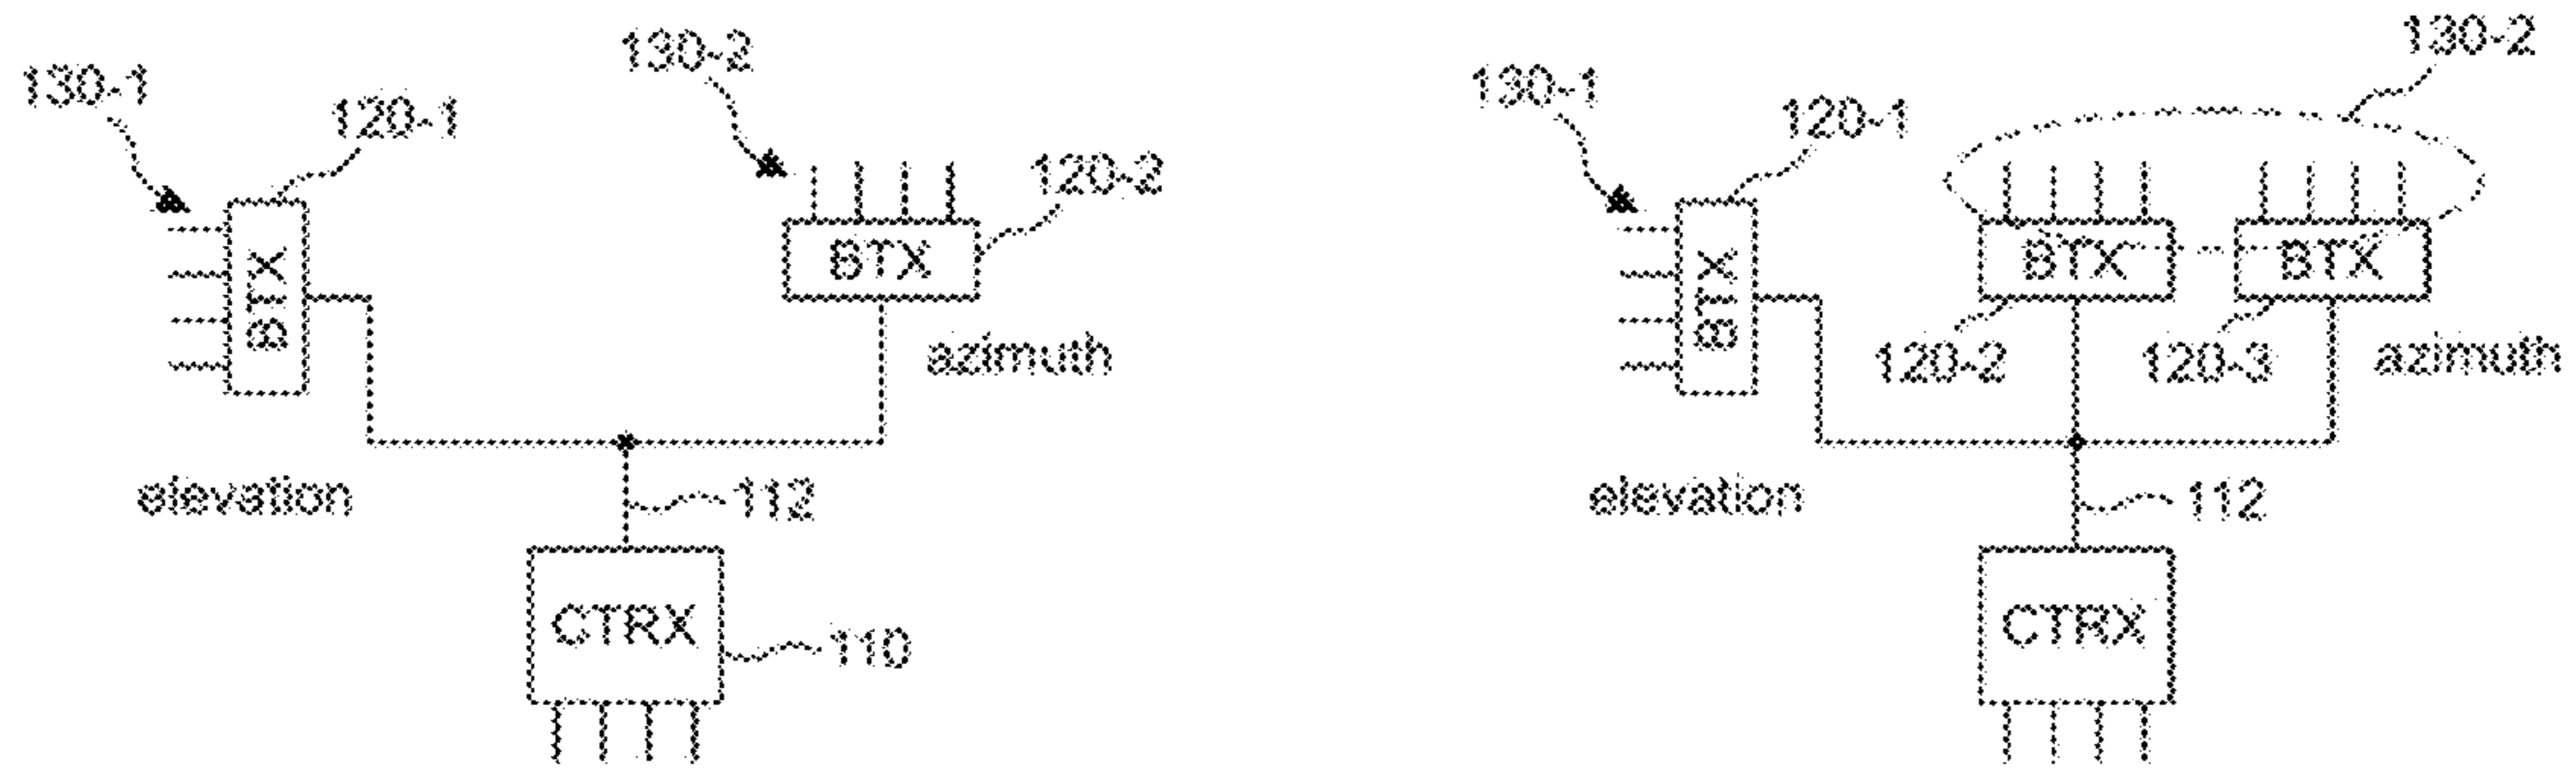 130-1
120-1
130-2
120-2
BTX
BTX
azimuth
elevation
112
CTRX
110
130-1
120-1
130-2
BTX
BTX
BTX
120-2
120-3
azimuth
elevation
112
CTRX